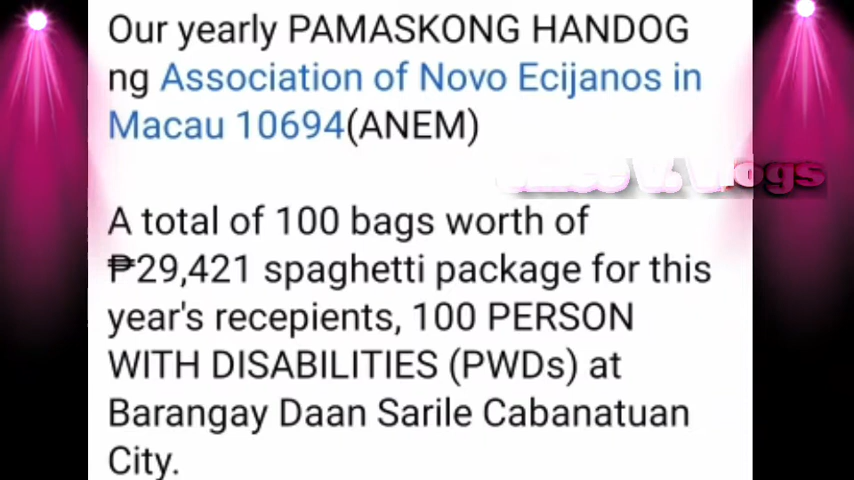 Our yearly PAMASKONG HANDOG
ng Association of Novo Ecijanos in
Macau 10694(ANEM)
A total of 100 bags worth of
₱29,421 spaghetti package for this
year's recepients, 100 PERSON
WITH DISABILITIES (PWDs) at
Barangay Daan Sarile Cabanatuan
City.